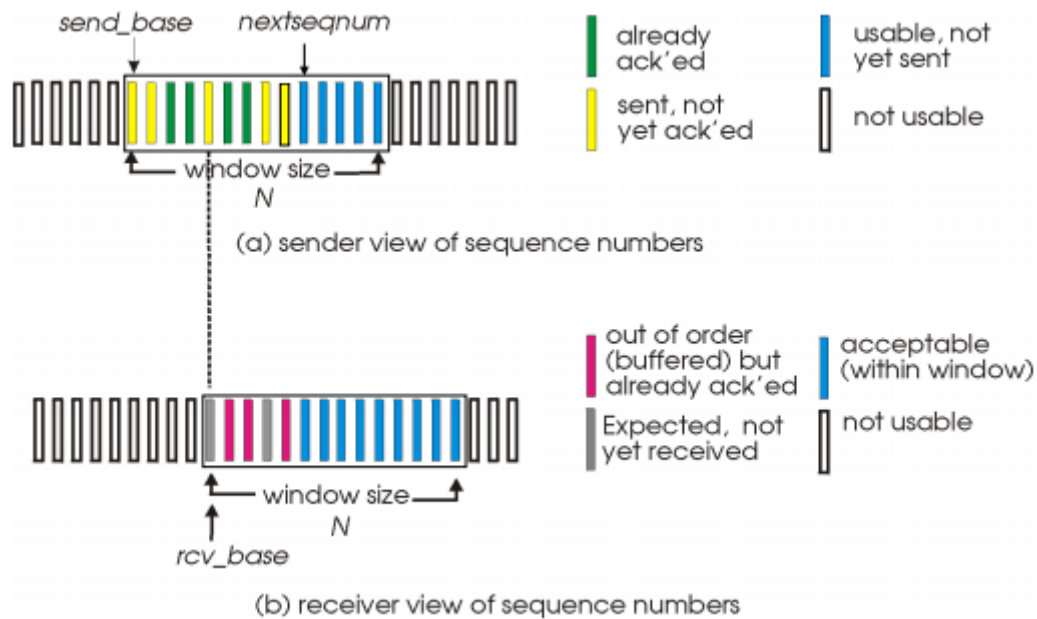 send_base nextseqnum
already
ack'ed
usable, not
yet sent
sent, not
yet ack'ed
not usable
window size
N
(a) sender view of sequence numbers
out of order
(buffered) but
already ack'ed
acceptable
(within window)
Expected, not
yet received
not usable
window size
N
rcv_base
(b) receiver view of sequence numbers